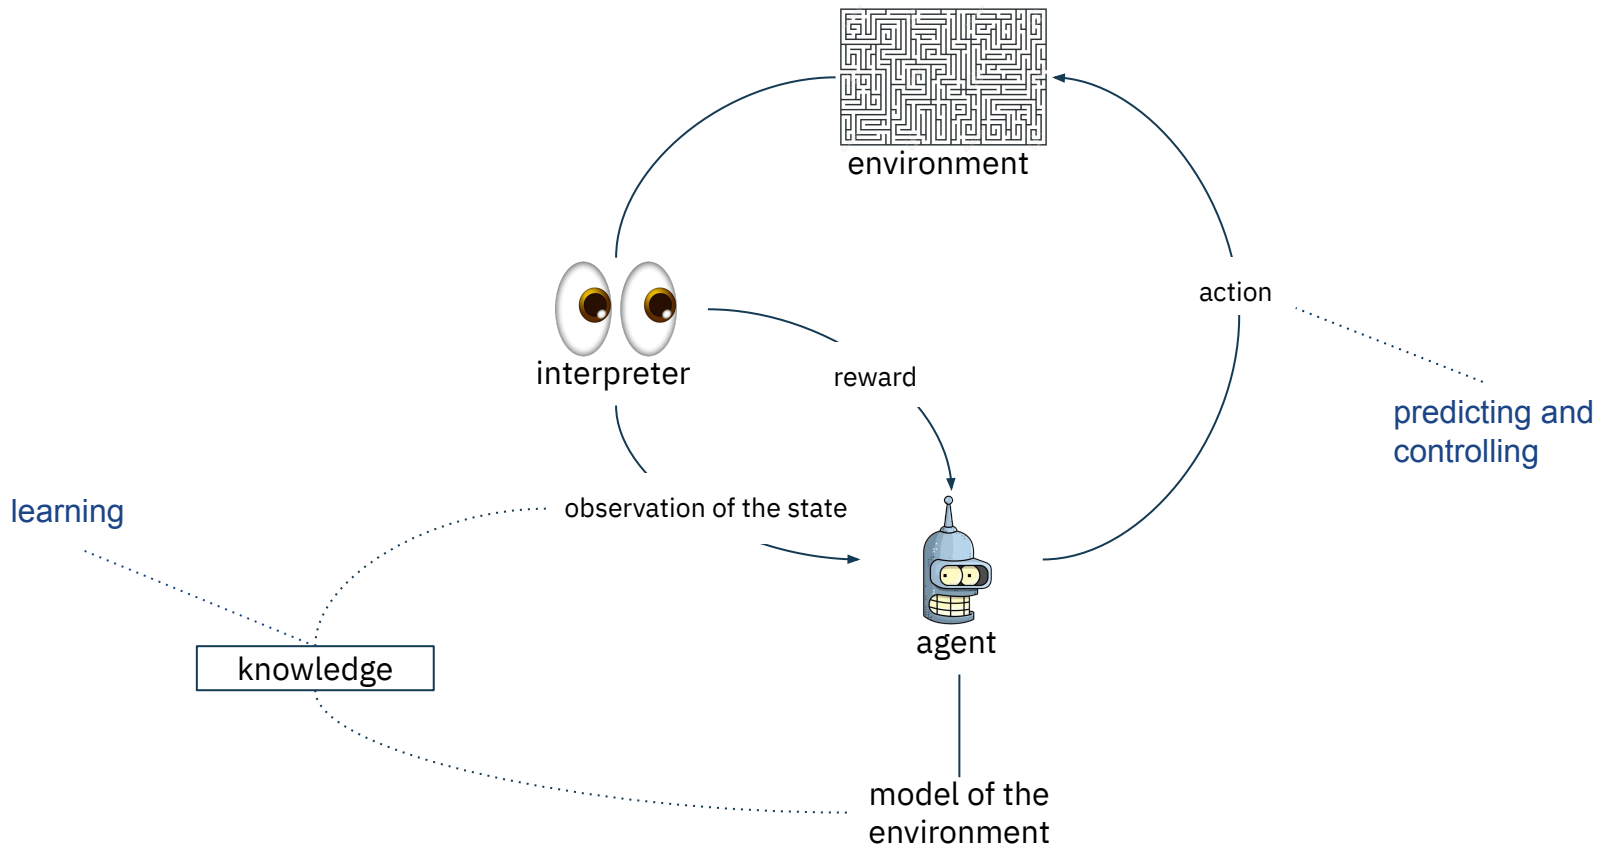 environment
action
interpreter
reward
predicting and
controlling
learning
observation of the state
agent
knowledge
model of the
environment